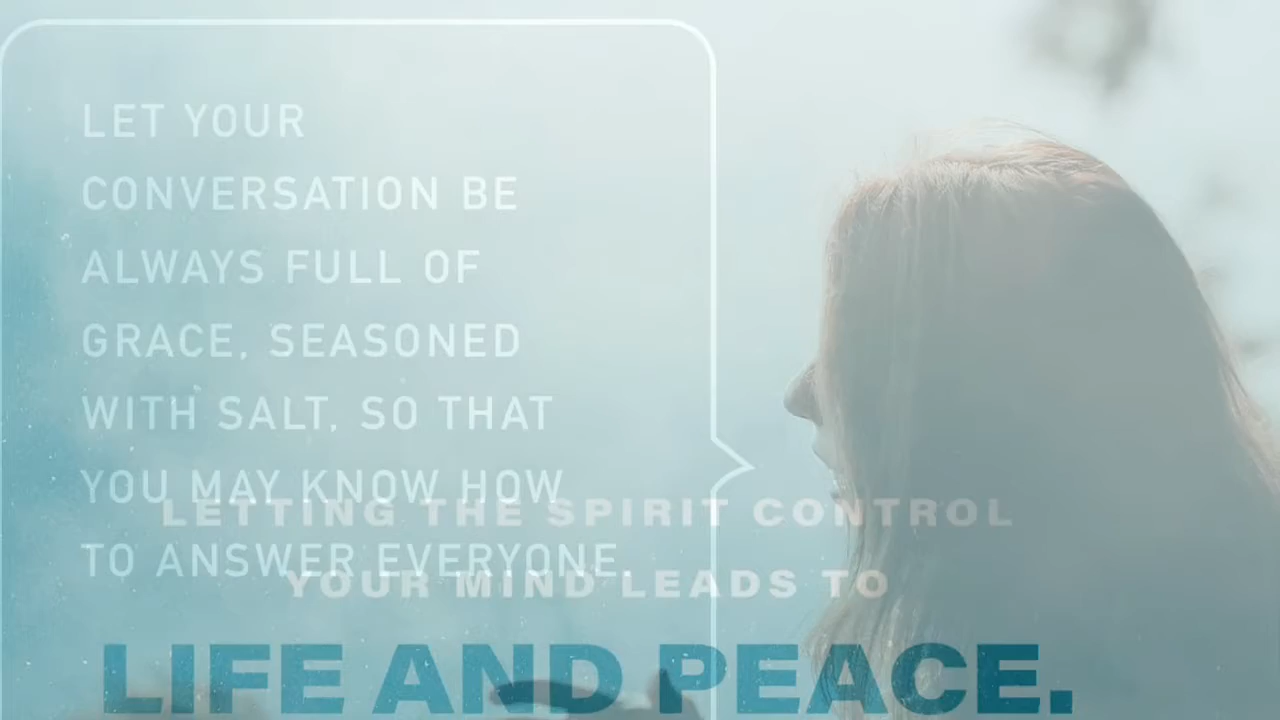 LET YOUR
CONVERSATION BE
ALWAYS FULL OF
GRACE, SEASONED
WITH SALT, SO THAT
YOU MAY KNOW HOW
TO ANSWER EVERYONE.
LETTING THE SPIRIT CONTROL
YOUR MIND LEADS TO
LIFE AND PEACE.